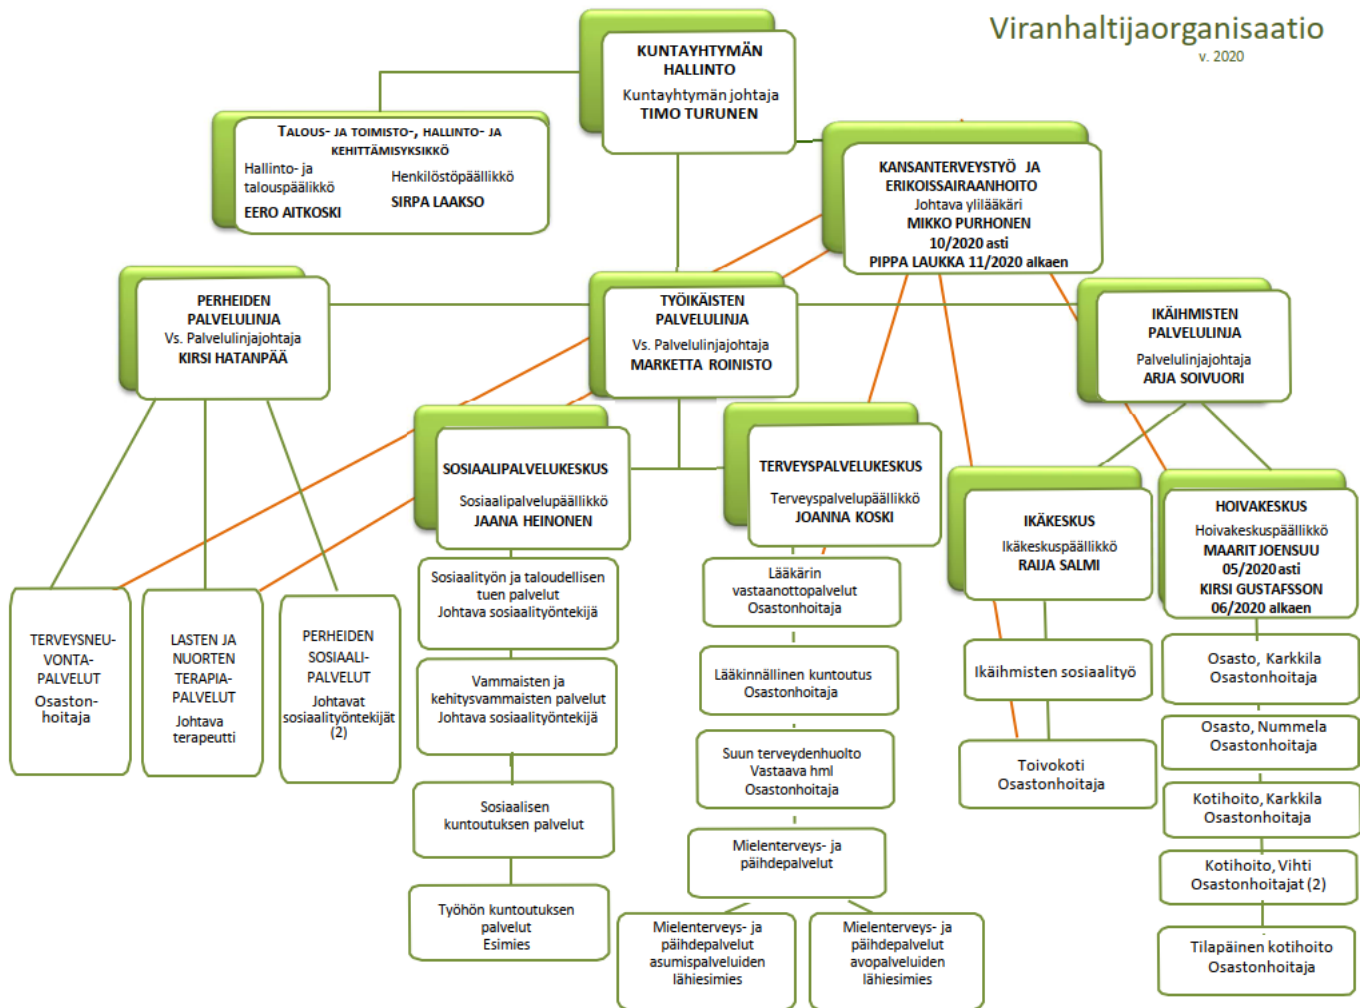 Viranhaltijaorganisaatio
v. 2020
KUNTAYHTYMÄN
HALLINTO
Kuntayhtymän johtaja
TIMO TURUNEN
TALOUS- JA TOIMISTO-, HALLINTO- JA
KEHITTÄMISYKSIKKÖ
Hallinto- ja
talouspäälikkö
EERO AITKOSKI
Henkilöstöpäällikkö
SIRPA LAAKSO
KANSANTERVEYSTYÖ JA
ERIKOISSAIRAANHOITO
Johtava ylilääkäri
MIKKO PURHONEN
10/2020 asti
PIPPA LAUKKA 11/2020 alkaen
PERHEIDEN
PALVELULINJA
Vs. Palvelulinjajohtaja
KIRSI HATANPÄÄ
TYÖIKÄISTEN
PALVELULINJA
Vs. Palvelulinjajohtaja
MARKETTA ROINISTO
IKÄIHMISTEN
PALVELULINJA
Palvelulinjajohtaja
ARJA SOIVUORI
SOSIAALIPALVELUKESKUS
Sosiaalipalvelupäällikkö
JAANA HEINONEN
TERVEYSPALVELUKESKUS
Terveyspalvelupäällikkö
JOANNA KOSKI
IKÄKESKUS
Ikäkeskuspäällikkö
RAIJA SALMI
HOIVAKESKUS
Hoivakeskuspäällikkö
MAARIT JOENSUU
05/2020 asti
KIRSI GUSTAFSSON
06/2020 alkaen
TERVEYSNEU-
VONTA-
PALVELUT
Osaston-
hoitaja
LASTEN JA
NUORTEN
TERAPIA-
PALVELUT
Johtava
terapeutti
PERHEIDEN
SOSIAALI-
PALVELUT
Johtavat
sosiaalityöntekijät
(2)
Sosiaalityön ja taloudellisen
tuen palvelut
Johtava sosiaalityöntekijä
Vammaisten ja
kehitysvammaisten palvelut
Johtava sosiaalityöntekijä
Sosiaalisen
kuntoutuksen palvelut
Työhön kuntoutuksen
palvelut
Esimies
Lääkärin
vastaanottopalvelut
Osastonhoitaja
Lääkinnällinen kuntoutus
Osastonhoitaja
Suun terveydenhuolto
Vastaava hml
Osastonhoitaja
Mielenterveys- ja
päihdepalvelut
Mielenterveys- ja
päihdepalvelut
asumispalveluiden
lähiesimies
Mielenterveys- ja
päihdepalvelut
avopalveluiden
lähiesimies
Ikäihmisten sosiaalityö
Toivokoti
Osastonhoitaja
Osasto, Karkkila
Osastonhoitaja
Osasto, Nummela
Osastonhoitaja
Kotihoito, Karkkila
Osastonhoitaja
Kotihoito, Vihti
Osastonhoitajat (2)
Tilapäinen kotihoito
Osastonhoitaja